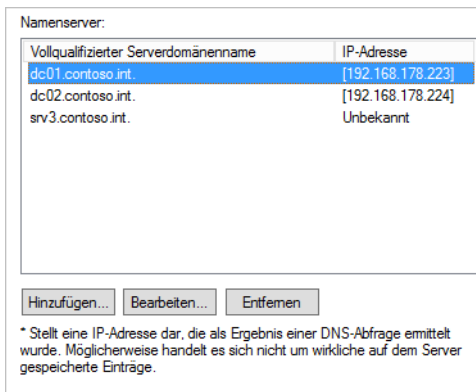 Namenserver:
Vollqualifizierter Serverdomänenname IP-Adresse
dc01.contoso.int. [192.168.178.223]
dc02.contoso.int. [192.168.178.224]
srv3.contoso.int. Unbekannt
Hinzufügen... Bearbeiten... Entfernen
* Stellt eine IP-Adresse dar, die als Ergebnis einer DNS-Abfrage ermittelt
wurde. Möglicherweise handelt es sich nicht um wirkliche auf dem Server
gespeicherte Einträge.